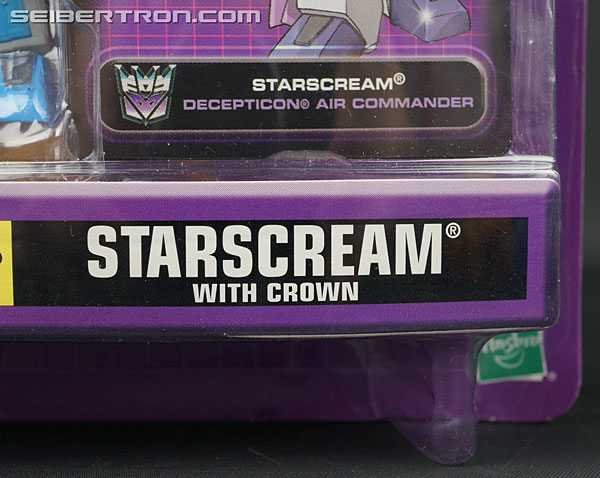 SEIBERTRON.COM
STARSCREAM®
DECEPTICON® AIR COMMANDER
STARSCREAM®
WITH CROWN
Hasbro